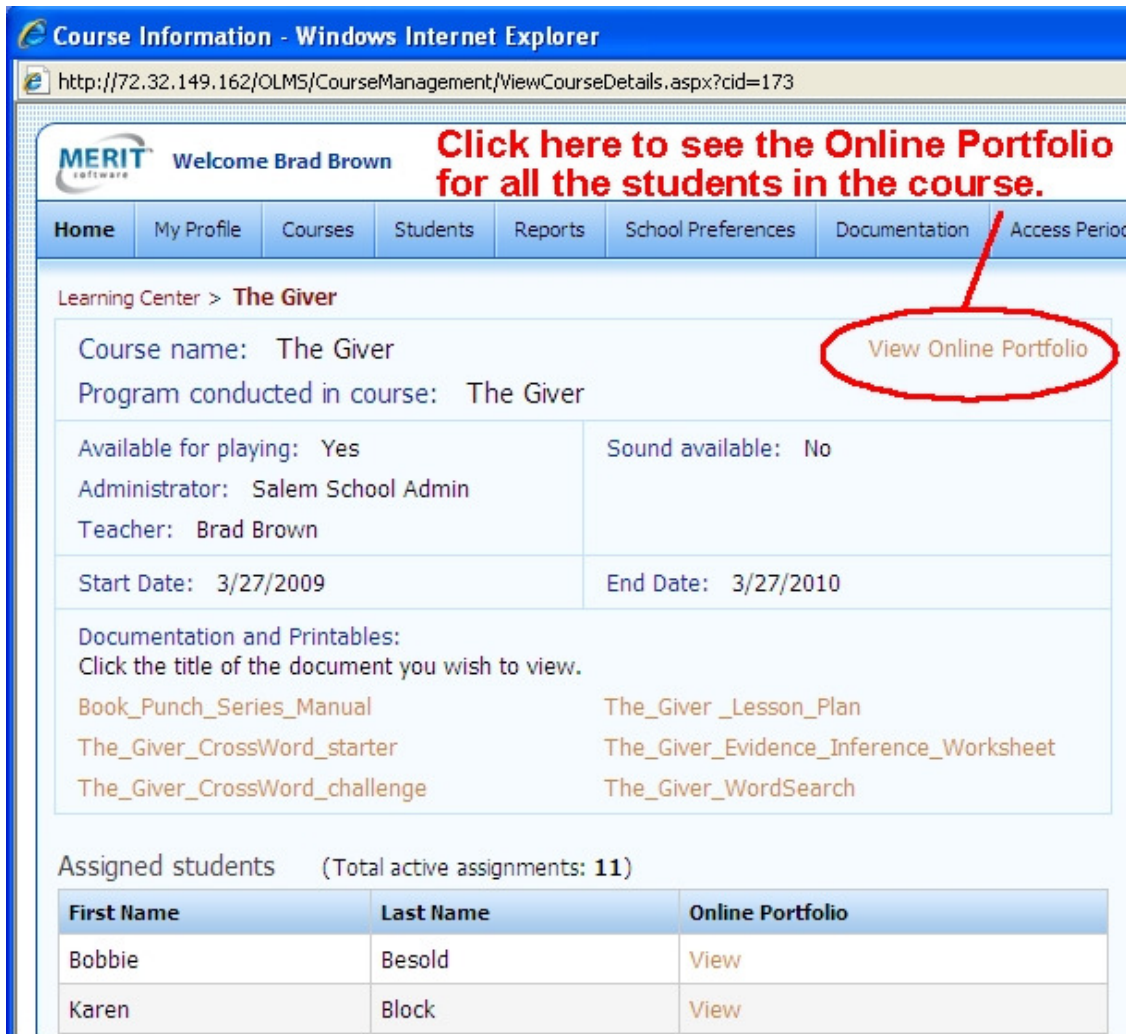 Course Information - Windows Internet Explorer
http://72.32.149.162/OLMS/CourseManagement/ViewCourseDetails.aspx?cid=173
MERIT software
Welcome Brad Brown
Click here to see the Online Portfolio
for all the students in the course.
Home My Profile Courses Students Reports School Preferences Documentation Access Period
Learning Center > The Giver
Course name: The Giver View Online Portfolio
Program conducted in course: The Giver
Available for playing: Yes Sound available: No
Administrator: Salem School Admin
Teacher: Brad Brown
Start Date: 3/27/2009 End Date: 3/27/2010
Documentation and Printables:
Click the title of the document you wish to view.
Book_Punch_Series_Manual The_Giver _Lesson_Plan
The_Giver_CrossWord_starter The_Giver_Evidence_Inference_Worksheet
The_Giver_CrossWord_challenge The_Giver_WordSearch
Assigned students (Total active assignments: 11)
First Name Last Name Online Portfolio
Bobbie Besold View
Karen Block View